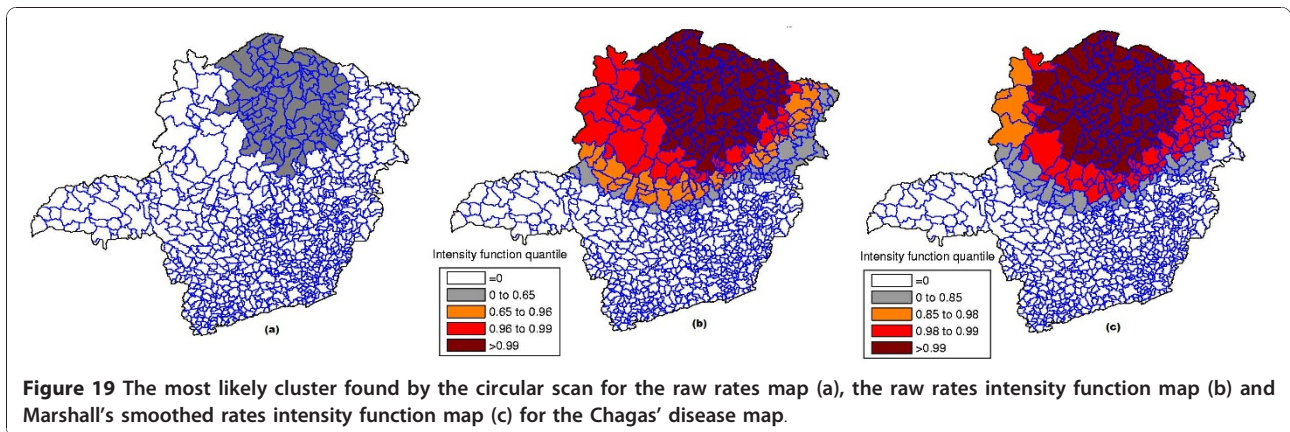 (a)
Intensity function quantile
=0
0 to 0.65
0.65 to 0.96
0.96 to 0.99
>0.99
(b)
Intensity function quantile
=0
0 to 0.85
0.85 to 0.98
0.98 to 0.99
>0.99
(c)
Figure 19 The most likely cluster found by the circular scan for the raw rates map (a), the raw rates intensity function map (b) and
Marshall's smoothed rates intensity function map (c) for the Chagas' disease map.